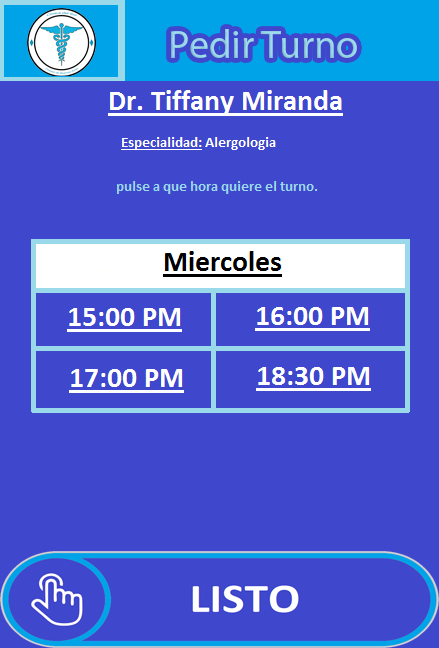 Pedir Turno
Dr. Tiffany Miranda
Especialidad: Alergologia
pulse a que hora quiere el turno.
Miercoles
15:00 PM 16:00 PM
17:00 PM 18:30 PM
LISTO